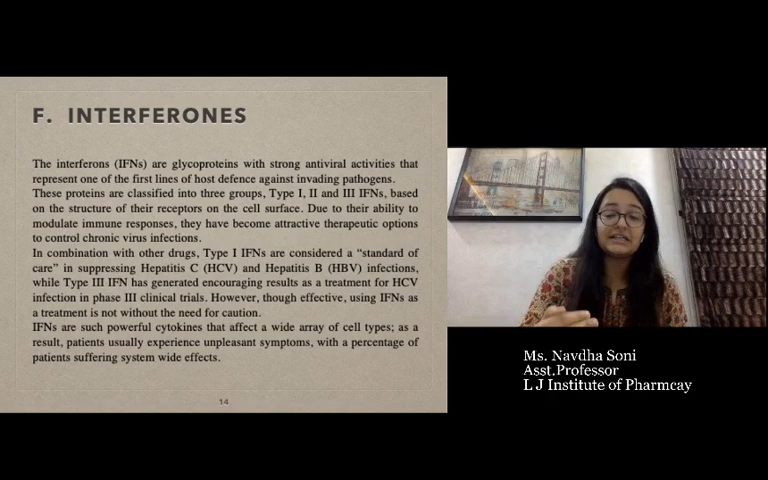 F. INTERFERONES
The interferons (IFNs) are glycoproteins with strong antiviral activities that
represent one of the first lines of host defence against invading pathogens.
These proteins are classified into three groups, Type I, II and III IFNs, based
on the structure of their receptors on the cell surface. Due to their ability to
modulate immune responses, they have become attractive therapeutic options
to control chronic virus infections.
In combination with other drugs, Type I IFNs are considered a “standard of
care” in suppressing Hepatitis C (HCV) and Hepatitis B (HBV) infections,
while Type III IFN has generated encouraging results as a treatment for HCV
infection in phase III clinical trials. However, though effective, using IFNs as
a treatment is not without the need for caution.
IFNs are such powerful cytokines that affect a wide array of cell types; as a
result, patients usually experience unpleasant symptoms, with a percentage of
patients suffering system wide effects.
14
Ms. Navdha Soni
Asst.Professor
L J Institute of Pharmcay